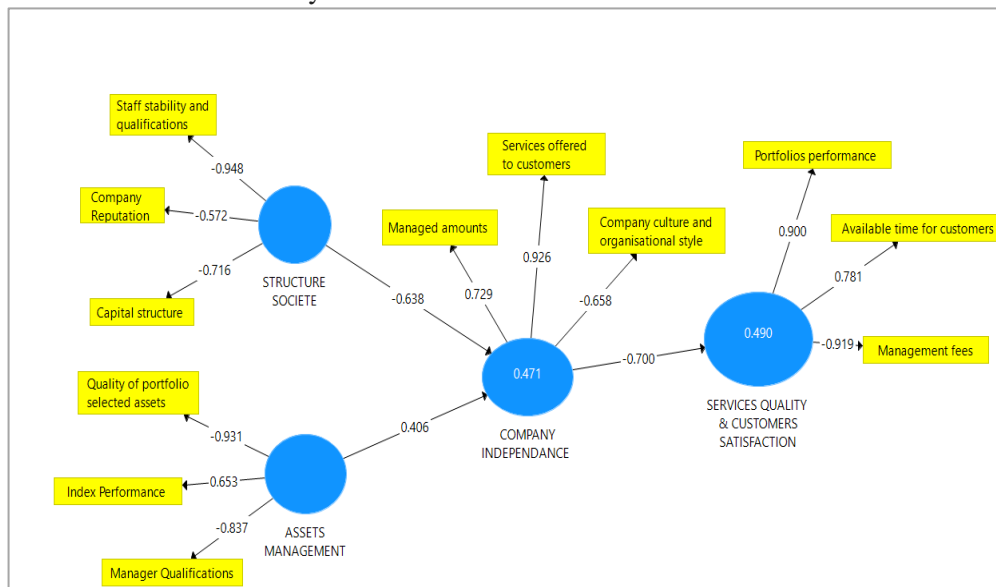 Staff stability and
qualifications
-0.948
Company
Reputation
-0.572
-0.716
Capital structure
STRUCTURE
SOCIETE
-0.638
Quality of portfolio
selected assets
-0.931
Index Performance
0.653
-0.837
Manager Qualifications
ASSETS
MANAGEMENT
0.406
Managed amounts
0.729
Services offered
to customers
0.926
Company culture and
organisational style
-0.658
0.471
COMPANY
INDEPENDANCE
-0.700
Portfolios performance
0.900
Available time for customers
0.781
-0.919
Management fees
0.490
SERVICES QUALITY
& CUSTOMERS
SATISFACTION